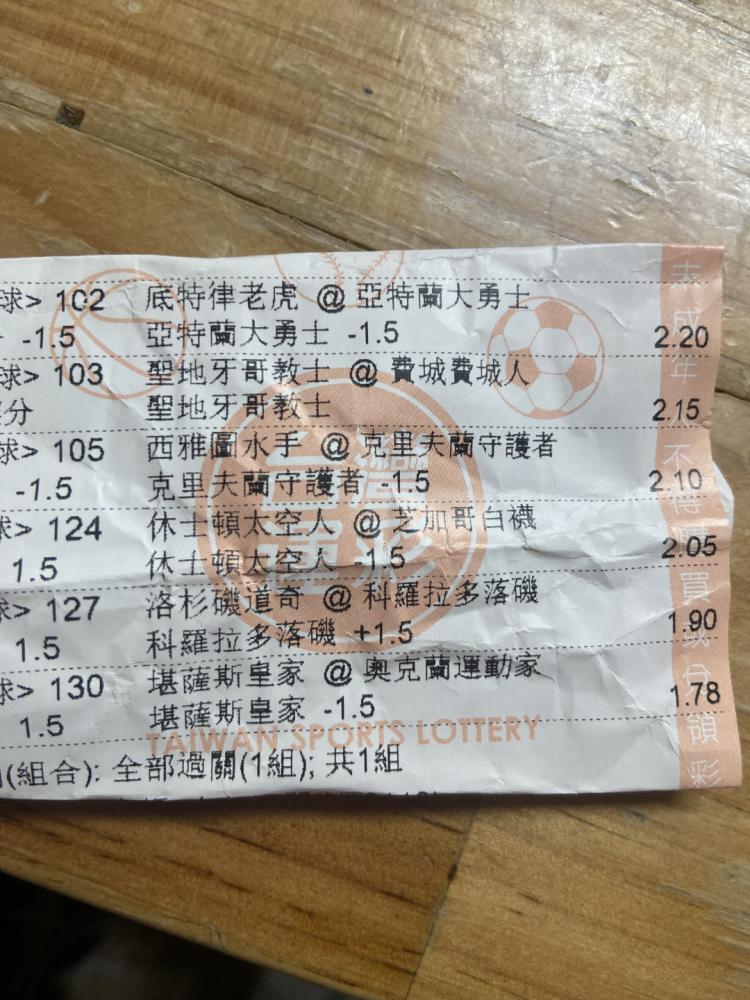 球> 102 底特律老虎 @ 亞特蘭大勇士
-1.5 亞特蘭大勇士 -1.5 2.20
球> 103 聖地牙哥教士 @ 費城費城人
分 聖地牙哥教士 2.15
球> 105 西雅圖水手 @ 克里夫蘭守護者
-1.5 克里夫蘭守護者 -1.5 2.10
球> 124 休士頓太空人 @ 芝加哥白襪
1.5 休士頓太空人 -1.5 2.05
球> 127 洛杉磯道奇 @ 科羅拉多落磯
1.5 科羅拉多落磯 +1.5 1.90
球> 130 堪薩斯皇家 @ 奧克蘭運動家
1.5 堪薩斯皇家 -1.5 1.78
TAIWAN SPORTS LOTTERY
(組合): 全部過關(1組); 共1組
台灣運彩
未成年人不得購買或兌領彩